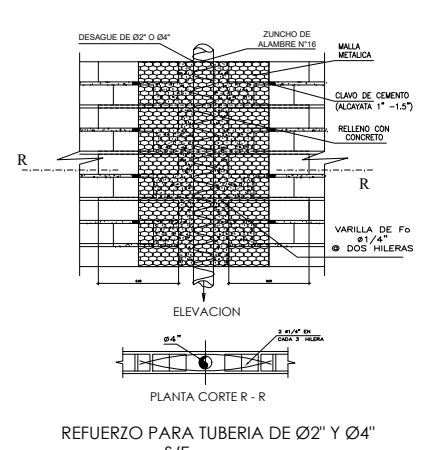 DESAGUE DE Ø2" O Ø4"
ZUNCHO DE
ALAMBRE N°16
MALLA
METALICA
CLAVO DE CEMENTO
(ALCAYATA 1" -1.5")
RELLENO CON
CONCRETO
R
R
VARILLA DE Fo
ø1/4"
@ DOS HILERAS
ELEVACION
ø4"
2 ø1/4" EN
CADA 3 HILERA
PLANTA CORTE R - R
REFUERZO PARA TUBERIA DE Ø2" Y Ø4"
S/E